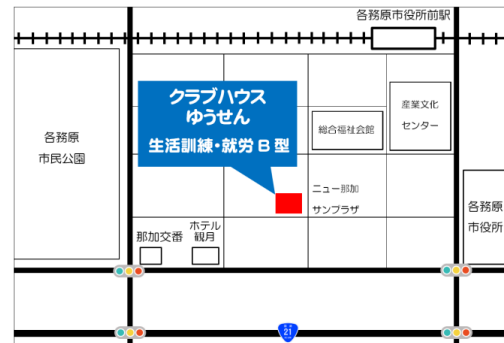 各務原市役所前駅
クラブハウス
ゆうせん
生活訓練・就労B型
産業文化
センター
総合福祉会館
各務原
市民公園
ニュー那加
サンプラザ
各務原
市役所
ホテル
観月
那加交番
21